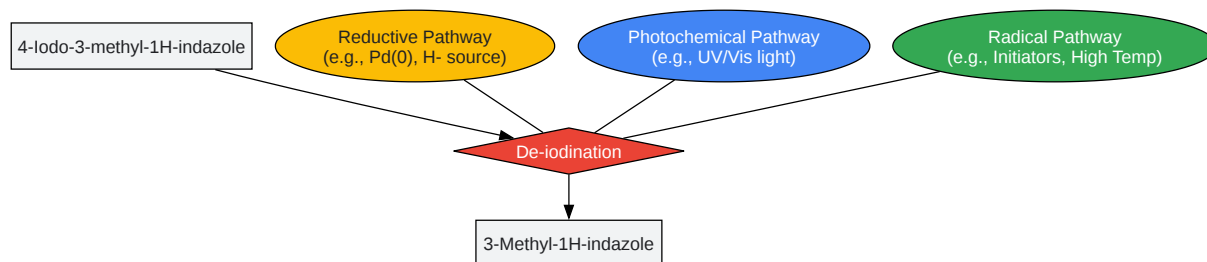 4-Iodo-3-methyl-1H-indazole
Reductive Pathway
(e.g., Pd(0), H- source)
Photochemical Pathway
(e.g., UV/Vis light)
Radical Pathway
(e.g., Initiators, High Temp)
De-iodination
3-Methyl-1H-indazole